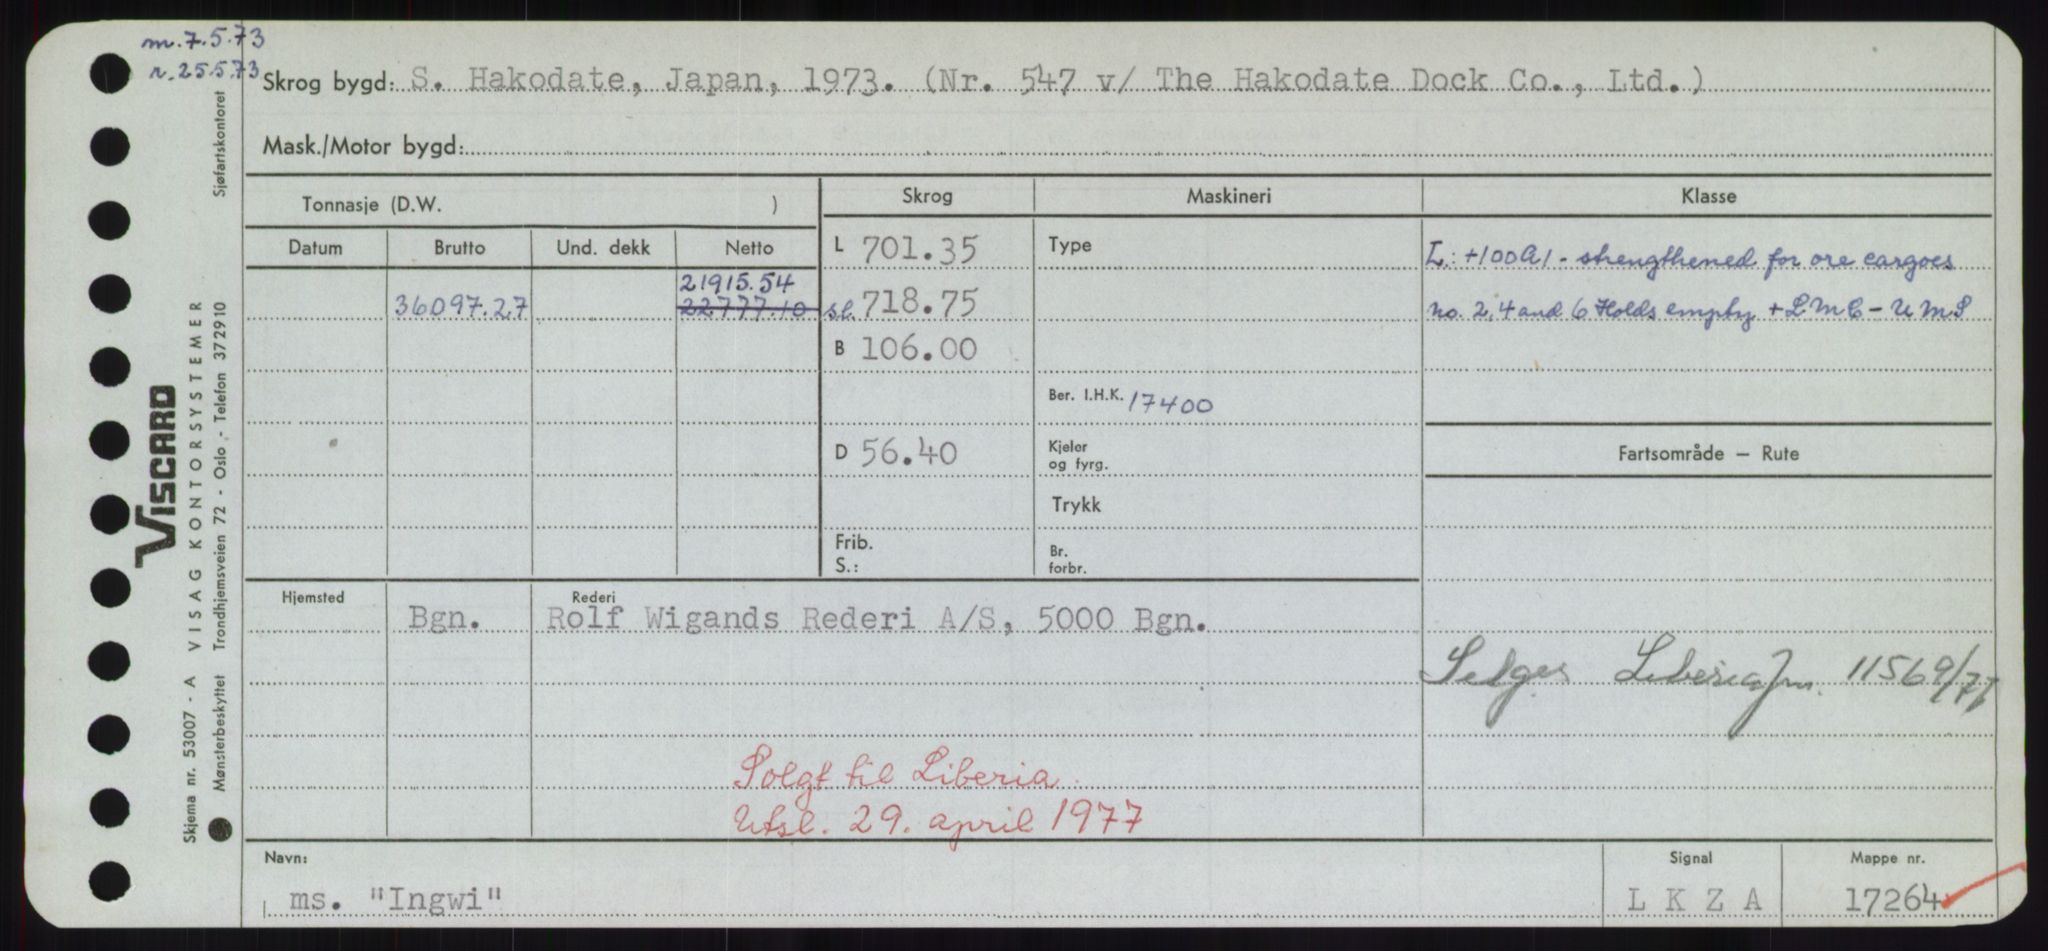 m. 7.5.73
r. 25.5.73
Skrog bygd: S. Hakodate, Japan, 1973. (Nr. 547 v/ The Hakodate Dock Co., Ltd.)
Mask./Motor bygd:
Tonnasje (D.W. )
Skrog
Maskineri
Klasse
Datum
Brutto
Und. dekk
Netto
L 701.35
Type
L: +100A1 - strengthened for ore cargoes
21915.54
36097.27
22777.10
sl. 718.75
no. 2, 4 and 6 Holds empty + LMC - UMS
B 106.00
Ber. I.H.K. 17400
D 56.40
Kjeler
og fyrg.
Fartsområde – Rute
Trykk
Frib.
S.:
Br.
forbr.
Hjemsted
Bgn.
Rederi
Rolf Wigands Rederi A/S, 5000 Bgn.
Selges Liberia Jn. 11569/77
Solgt til Liberia.
Utsl. 29. april 1977
Navn:
ms. "Ingwi"
Signal
L K Z A
Mappe nr.
17264
Skjema nr. 53007 - A VISAG KONTORSYSTEMER
VISCARD
Mønsterbeskyttet Trondhjemsveien 72 - Oslo - Telefon 372910 Sjøfartskontoret